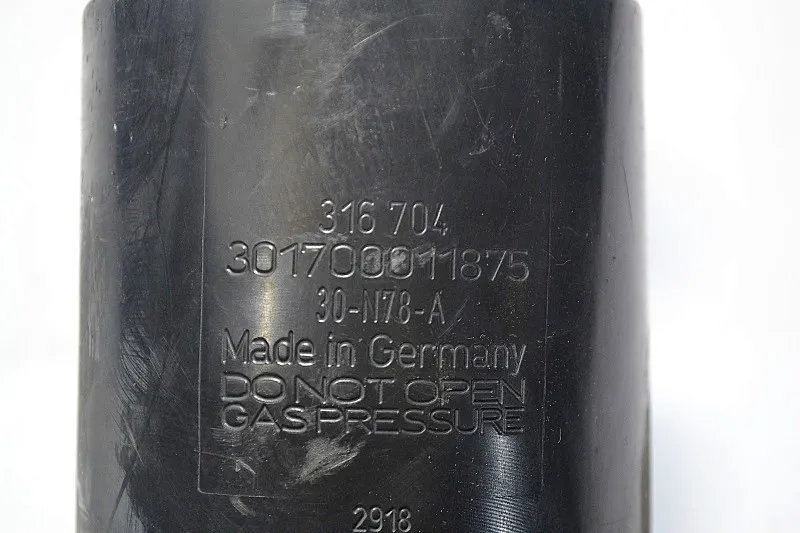 316 704
301700011875
30-N78-A
Made in Germany
DO NOT OPEN
GAS PRESSURE
2918